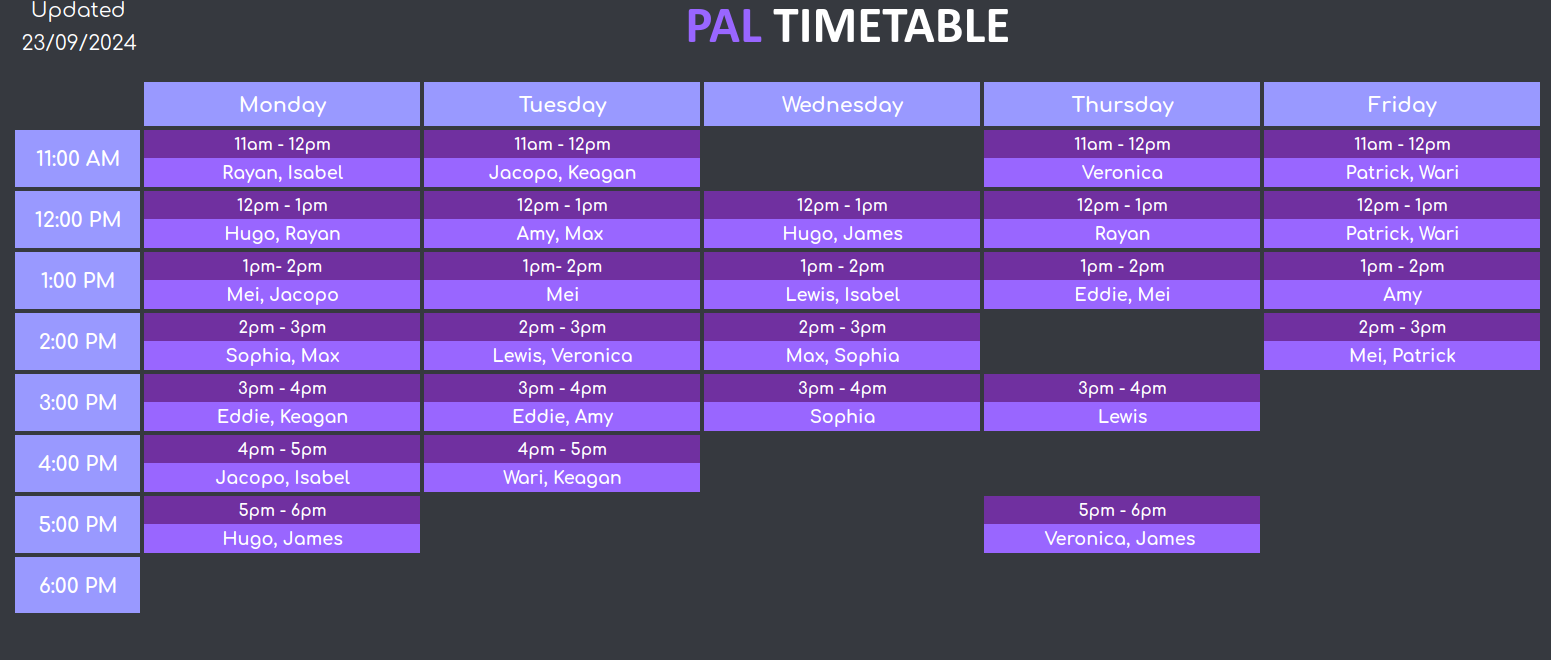 Updated
23/09/2024
PAL TIMETABLE
Monday Tuesday Wednesday Thursday Friday
11:00 AM
11am - 12pm 11am - 12pm 11am - 12pm 11am - 12pm
Rayan, Isabel Jacopo, Keagan Veronica Patrick, Wari
12:00 PM
12pm - 1pm 12pm - 1pm 12pm - 1pm 12pm - 1pm 12pm - 1pm
Hugo, Rayan Amy, Max Hugo, James Rayan Patrick, Wari
1:00 PM
1pm- 2pm 1pm- 2pm 1pm - 2pm 1pm - 2pm 1pm - 2pm
Mei, Jacopo Mei Lewis, Isabel Eddie, Mei Amy
2:00 PM
2pm - 3pm 2pm - 3pm 2pm - 3pm 2pm - 3pm
Sophia, Max Lewis, Veronica Max, Sophia Mei, Patrick
3:00 PM
3pm - 4pm 3pm - 4pm 3pm - 4pm 3pm - 4pm
Eddie, Keagan Eddie, Amy Sophia Lewis
4:00 PM
4pm - 5pm 4pm - 5pm
Jacopo, Isabel Wari, Keagan
5:00 PM
5pm - 6pm 5pm - 6pm
Hugo, James Veronica, James
6:00 PM